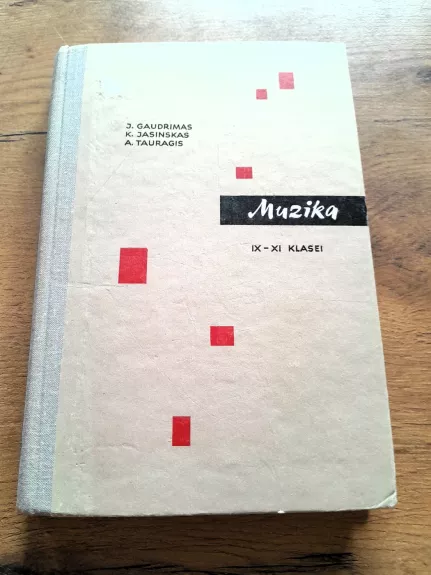 J. GAUDRIMAS
K. JASINSKAS
A. TAURAGIS
Muzika
IX-XI KLASEI